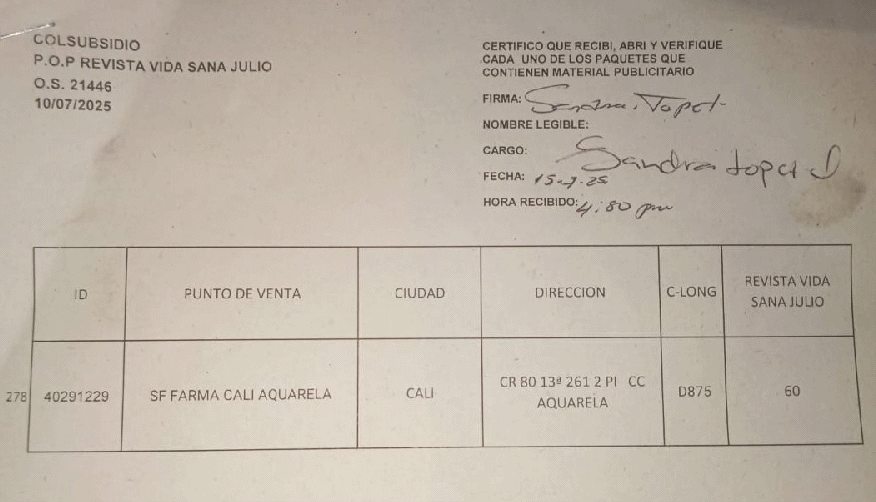 COLSUBSIDIO
P.O.P REVISTA VIDA SANA JULIO
O.S. 21446
10/07/2025
CERTIFICO QUE RECIBI, ABRI Y VERIFIQUE
CADA UNO DE LOS PAQUETES QUE
CONTIENEN MATERIAL PUBLICITARIO
FIRMA: Sandra
NOMBRE LEGIBLE:
CARGO: Sandra
FECHA: 15-7-25
HORA RECIBIDO: 4:80 pm
ID PUNTO DE VENTA CIUDAD DIRECCION C-LONG REVISTA VIDA
SANA JULIO
278 40291229 SF FARMA CALI AQUARELA CALI CR 80 13ª 261 2 PI CC D875 60
AQUARELA